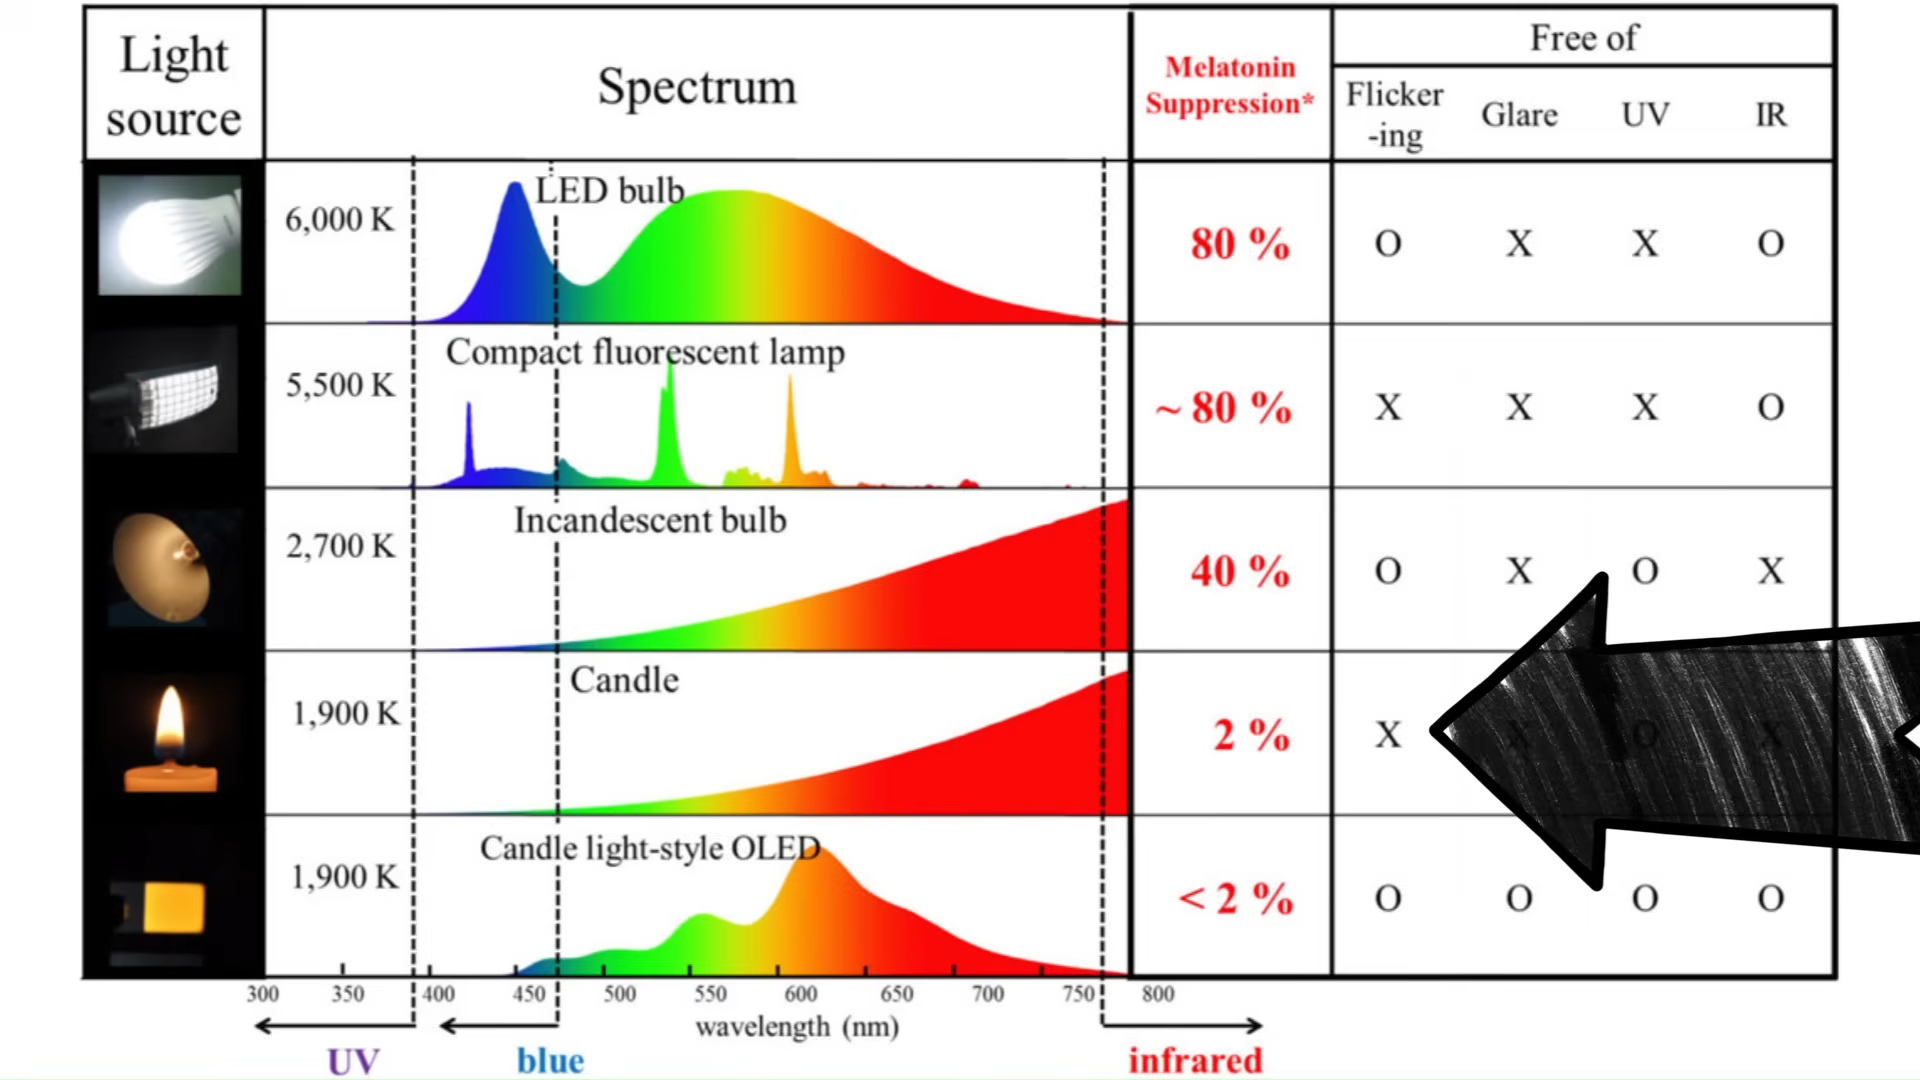 Light source
Spectrum
Melatonin Suppression*
Free of
Flicker-ing
Glare
UV
IR
6,000 K
LED bulb
80 %
O
X
X
O
5,500 K
Compact fluorescent lamp
~ 80 %
X
X
X
O
2,700 K
Incandescent bulb
40 %
O
X
O
X
1,900 K
Candle
2 %
X
X
O
X
1,900 K
Candle light-style OLED
< 2 %
O
O
O
O
300 350 400 450 500 550 600 650 700 750 800
wavelength (nm)
UV
blue
infrared